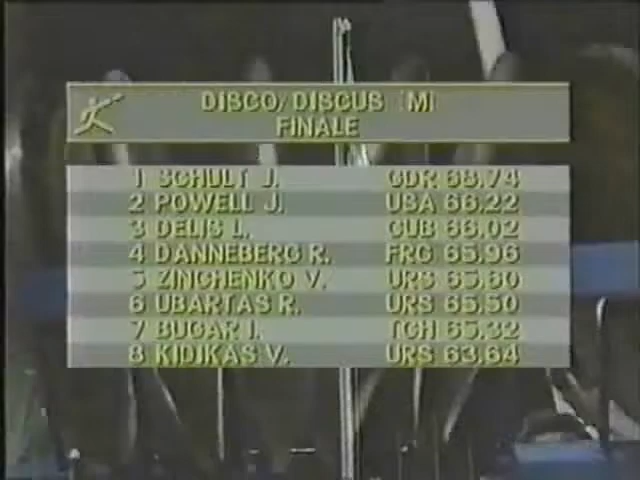 DISCO/DISCUS (M)
FINALE
1 SCHULT J. GDR 68.74
2 POWELL J. USA 66.22
3 DELIS L. CUB 66.02
4 DANNEBERG R. FRG 65.96
5 ZINCHENKO V. URS 65.60
6 UBARTAS R. URS 65.50
7 BUGAR I. TCH 65.32
8 KIDIKAS V. URS 63.64